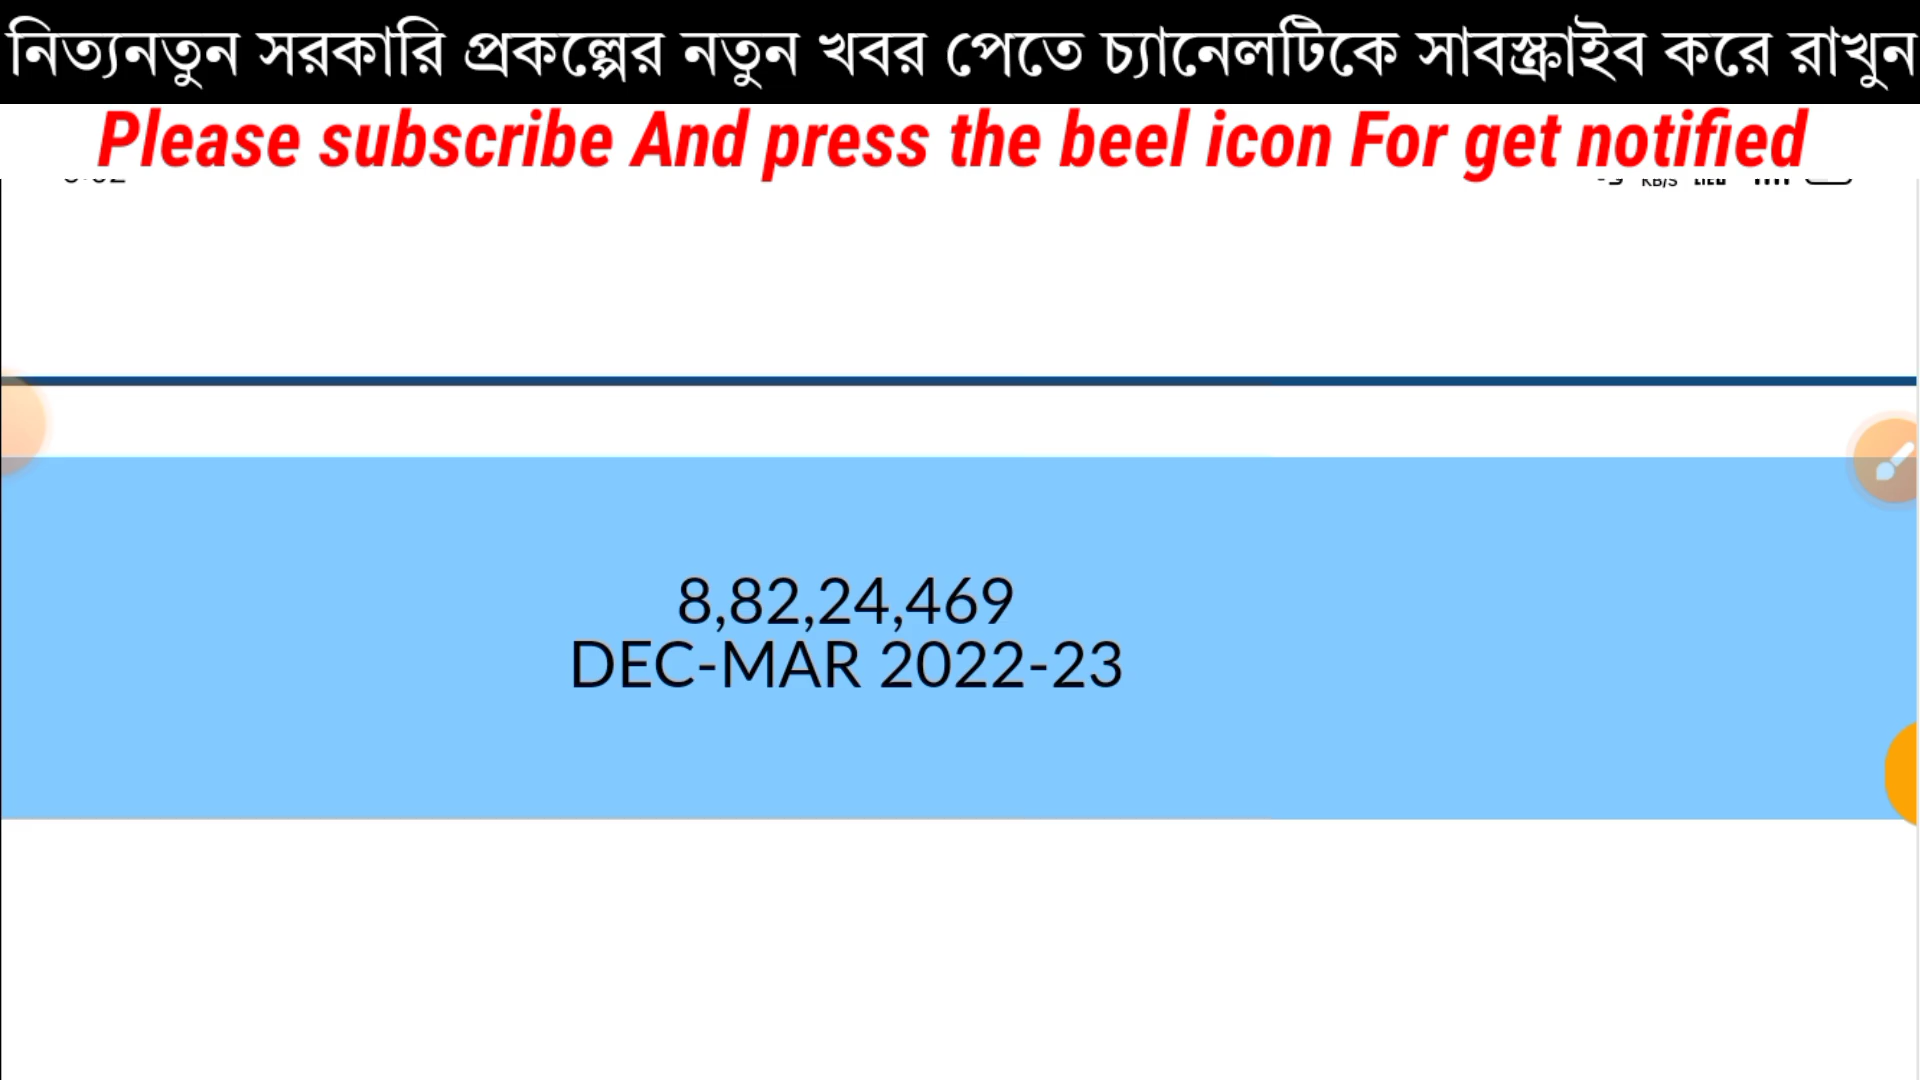 নিত্যনতুন সরকারি প্রকল্পের নতুন খবর পেতে চ্যানেলটিকে সাবস্ক্রাইব করে রাখুন
Please subscribe And press the beel icon For get notified
KB/S
8,82,24,469
DEC-MAR 2022-23